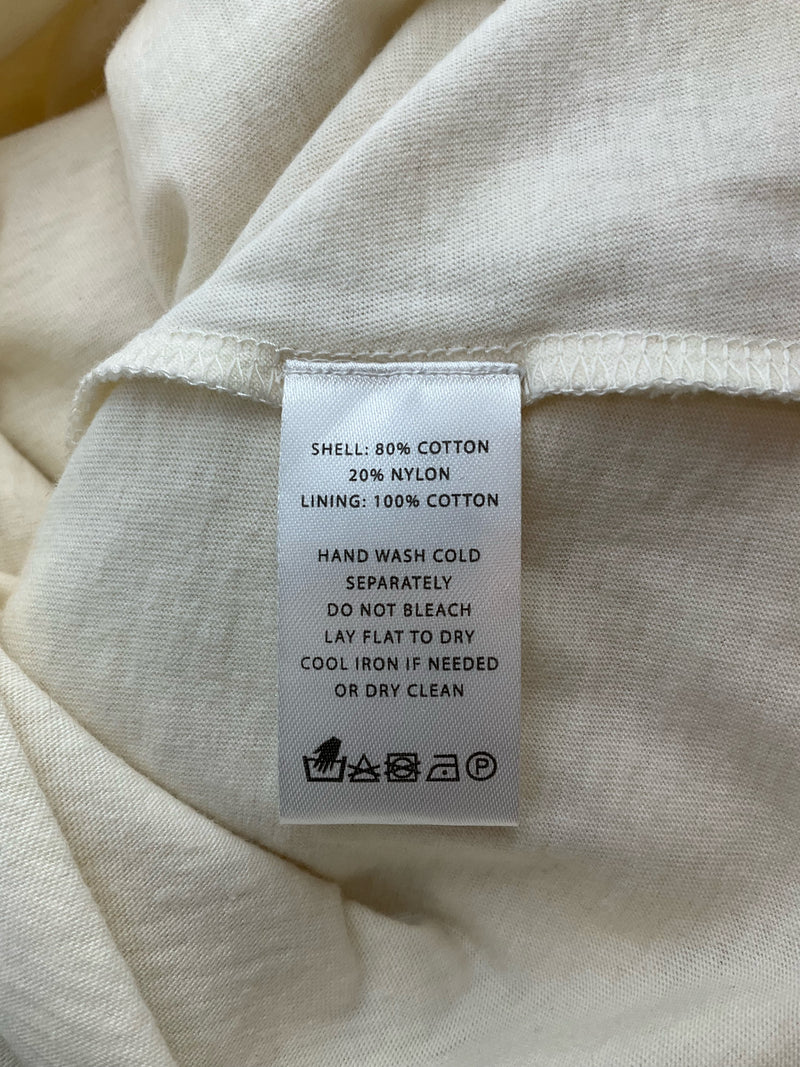 SHELL: 80% COTTON
20% NYLON
LINING: 100% COTTON
HAND WASH COLD
SEPARATELY
DO NOT BLEACH
LAY FLAT TO DRY
COOL IRON IF NEEDED
OR DRY CLEAN
P